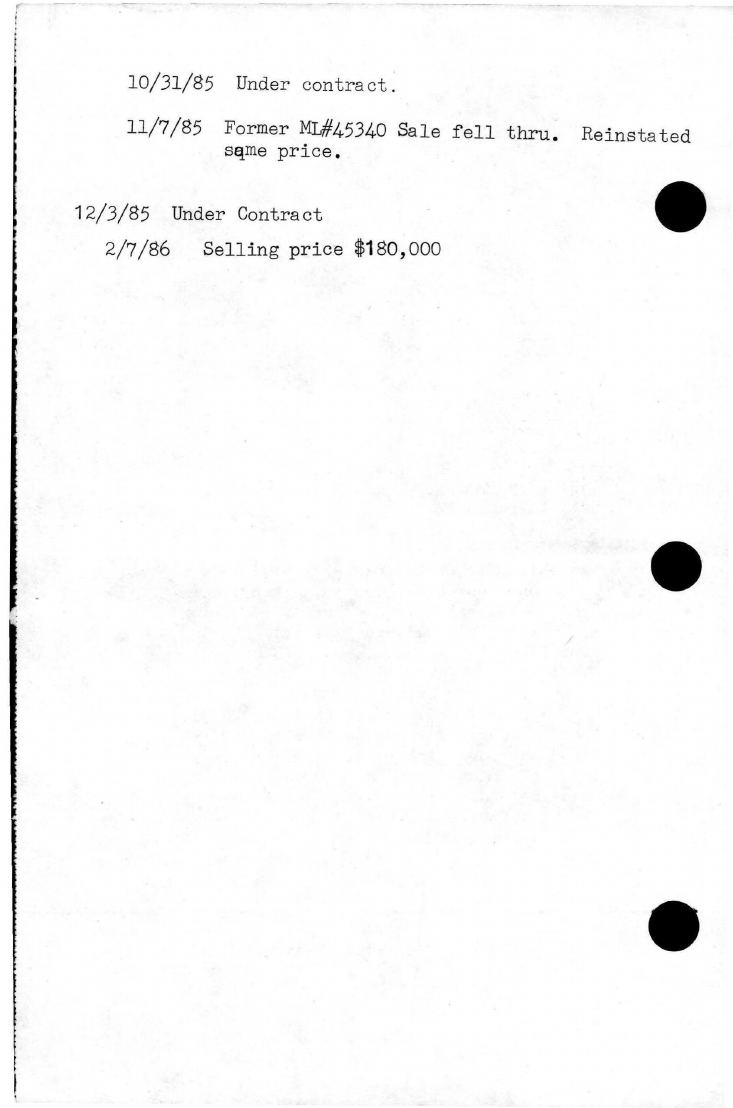 10/31/85 Under contract.
11/7/85 Former ML#45340 Sale fell thru. Reinstated
same price.
12/3/85 Under Contract
2/7/86 Selling price $180,000